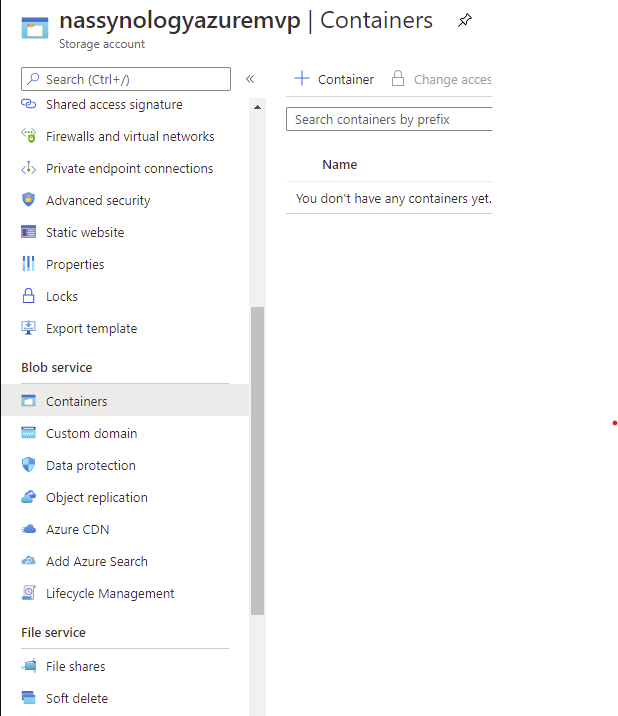 nassynologyazuremvp | Containers
Storage account
Search (Ctrl+/)
«
Shared access signature
Firewalls and virtual networks
Private endpoint connections
Advanced security
Static website
Properties
Locks
Export template
Blob service
Containers
Custom domain
Data protection
Object replication
Azure CDN
Add Azure Search
Lifecycle Management
File service
File shares
Soft delete
+ Container
Change acces
Search containers by prefix
Name
You don't have any containers yet.